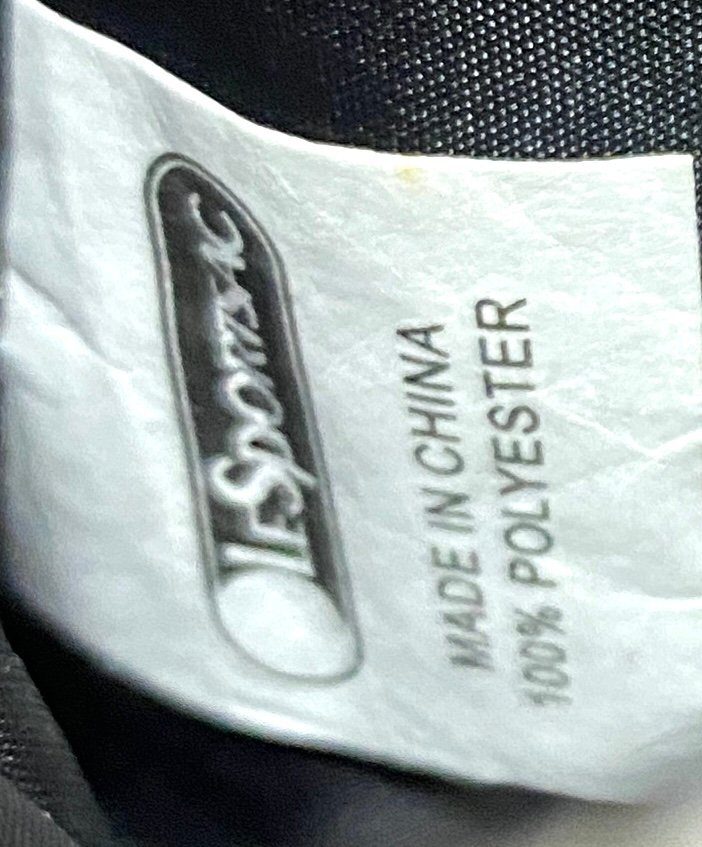 LeSportsac
MADE IN CHINA
100% POLYESTER